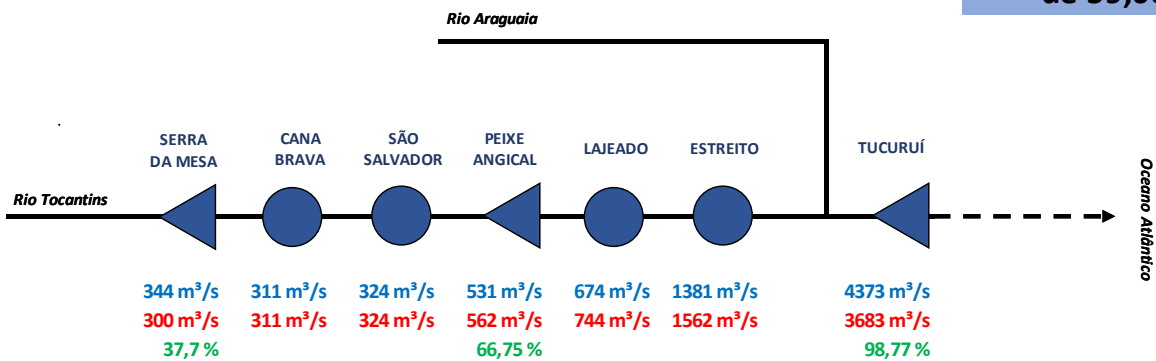 Rio Araguaia
SERRA
DA MESA
CANA
BRAVA
SÃO
SALVADOR
PEIXE
ANGICAL
LAJEADO
ESTREITO
TUCURUÍ
Rio Tocantins
Oceano Atlântico
344 m³/s 311 m³/s 324 m³/s 531 m³/s 674 m³/s 1381 m³/s 4373 m³/s
300 m³/s 311 m³/s 324 m³/s 562 m³/s 744 m³/s 1562 m³/s 3683 m³/s
37,7 % 66,75 % 98,77 %